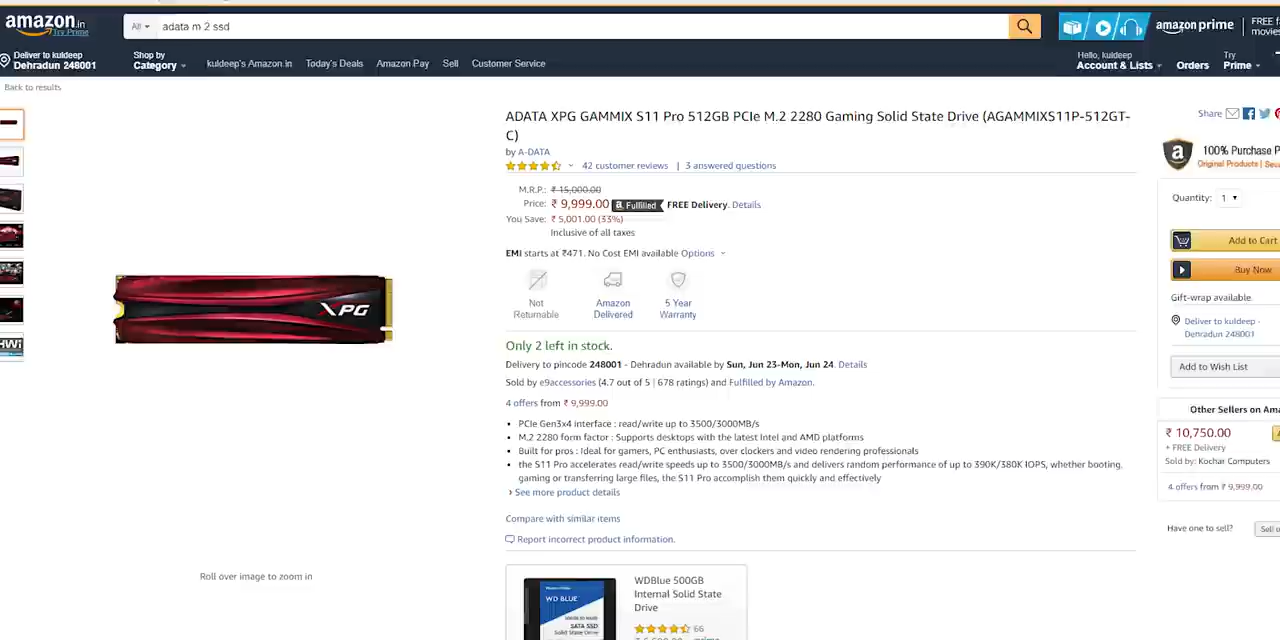 amazon.in
Try Prime
All
adata m 2 ssd
amazon prime
FREE
movies
Deliver to kuldeep
Dehradun 248001
Shop by
Category
kuldeep's Amazon.in
Today's Deals
Amazon Pay
Sell
Customer Service
Hello, kuldeep
Account & Lists
Orders
Try
Prime
Back to results
ADATA XPG GAMMIX S11 Pro 512GB PCIe M.2 2280 Gaming Solid State Drive (AGAMMIXS11P-512GT-
C)
by A-DATA
42 customer reviews | 3 answered questions
M.R.P.: ₹ 15,000.00
Price: ₹ 9,999.00 a Fulfilled FREE Delivery. Details
You Save: ₹ 5,001.00 (33%)
Inclusive of all taxes
EMI starts at ₹471. No Cost EMI available Options
Not
Returnable
Amazon
Delivered
5 Year
Warranty
Only 2 left in stock.
Delivery to pincode 248001 - Dehradun available by Sun, Jun 23-Mon, Jun 24. Details
Sold by e9accessories (4.7 out of 5 | 678 ratings) and Fulfilled by Amazon.
4 offers from ₹ 9,999.00
• PCIe Gen3x4 interface : read/write up to 3500/3000MB/s
• M.2 2280 form factor : Supports desktops with the latest Intel and AMD platforms
• Built for pros : Ideal for gamers, PC enthusiasts, over clockers and video rendering professionals
• the S11 Pro accelerates read/write speeds up to 3500/3000MB/s and delivers random performance of up to 390K/380K IOPS, whether booting,
gaming or transferring large files, the S11 Pro accomplish them quickly and effectively
› See more product details
Compare with similar items
Report incorrect product information.
XPG
Roll over image to zoom in
WD BLUE
SATA SSD
Solid State Drive
WDBlue 500GB
Internal Solid State
Drive
66
Share
a
100% Purchase P
Original Products |
Quantity: 1
Add to Cart
Buy Now
Gift-wrap available.
Deliver to kuldeep -
Dehradun 248001
Add to Wish List
Other Sellers on Ama
₹ 10,750.00
+ FREE Delivery
Sold by: Kochar Computers
4 offers from ₹ 9,999.00
Have one to sell?
Sell